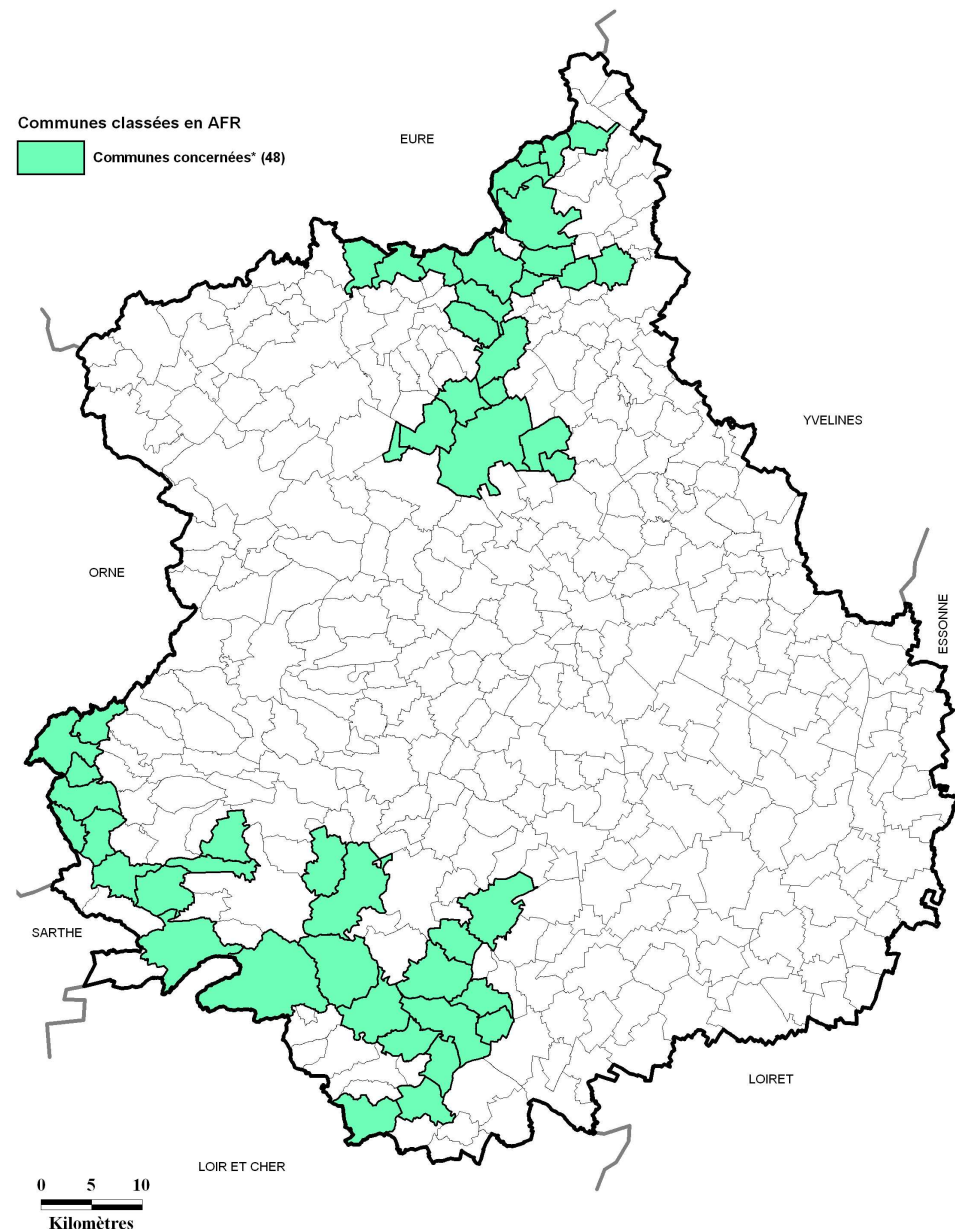 Communes classées en AFR
Communes concernées* (48)
EURE
YVELINES
ORNE
ESSONNE
SARTHE
LOIRET
LOIR ET CHER
0 5 10
Kilomètres